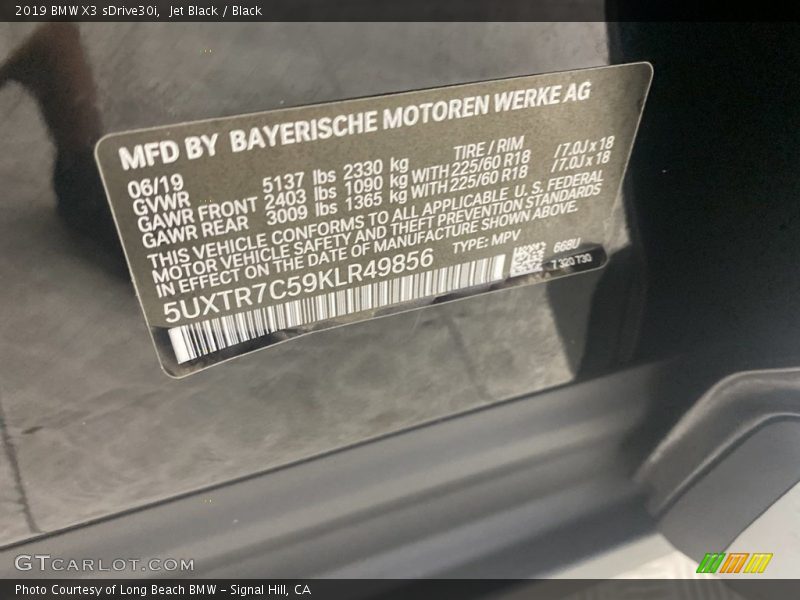 2019 BMW X3 sDrive30i, Jet Black / Black
MFD BY BAYERISCHE MOTOREN WERKE AG
06/19 TIRE / RIM
GVWR 5137 lbs 2330 kg
GAWR FRONT 2403 lbs 1090 kg WITH 225/60 R18 /7.0J x 18
GAWR REAR 3009 lbs 1365 kg WITH 225/60 R18 /7.0J x 18
THIS VEHICLE CONFORMS TO ALL APPLICABLE U. S. FEDERAL
MOTOR VEHICLE SAFETY AND THEFT PREVENTION STANDARDS
IN EFFECT ON THE DATE OF MANUFACTURE SHOWN ABOVE.
5UXTR7C59KLR49856 TYPE: MPV
668U
7 320 730
GTCARLOT.COM
Photo Courtesy of Long Beach BMW - Signal Hill, CA